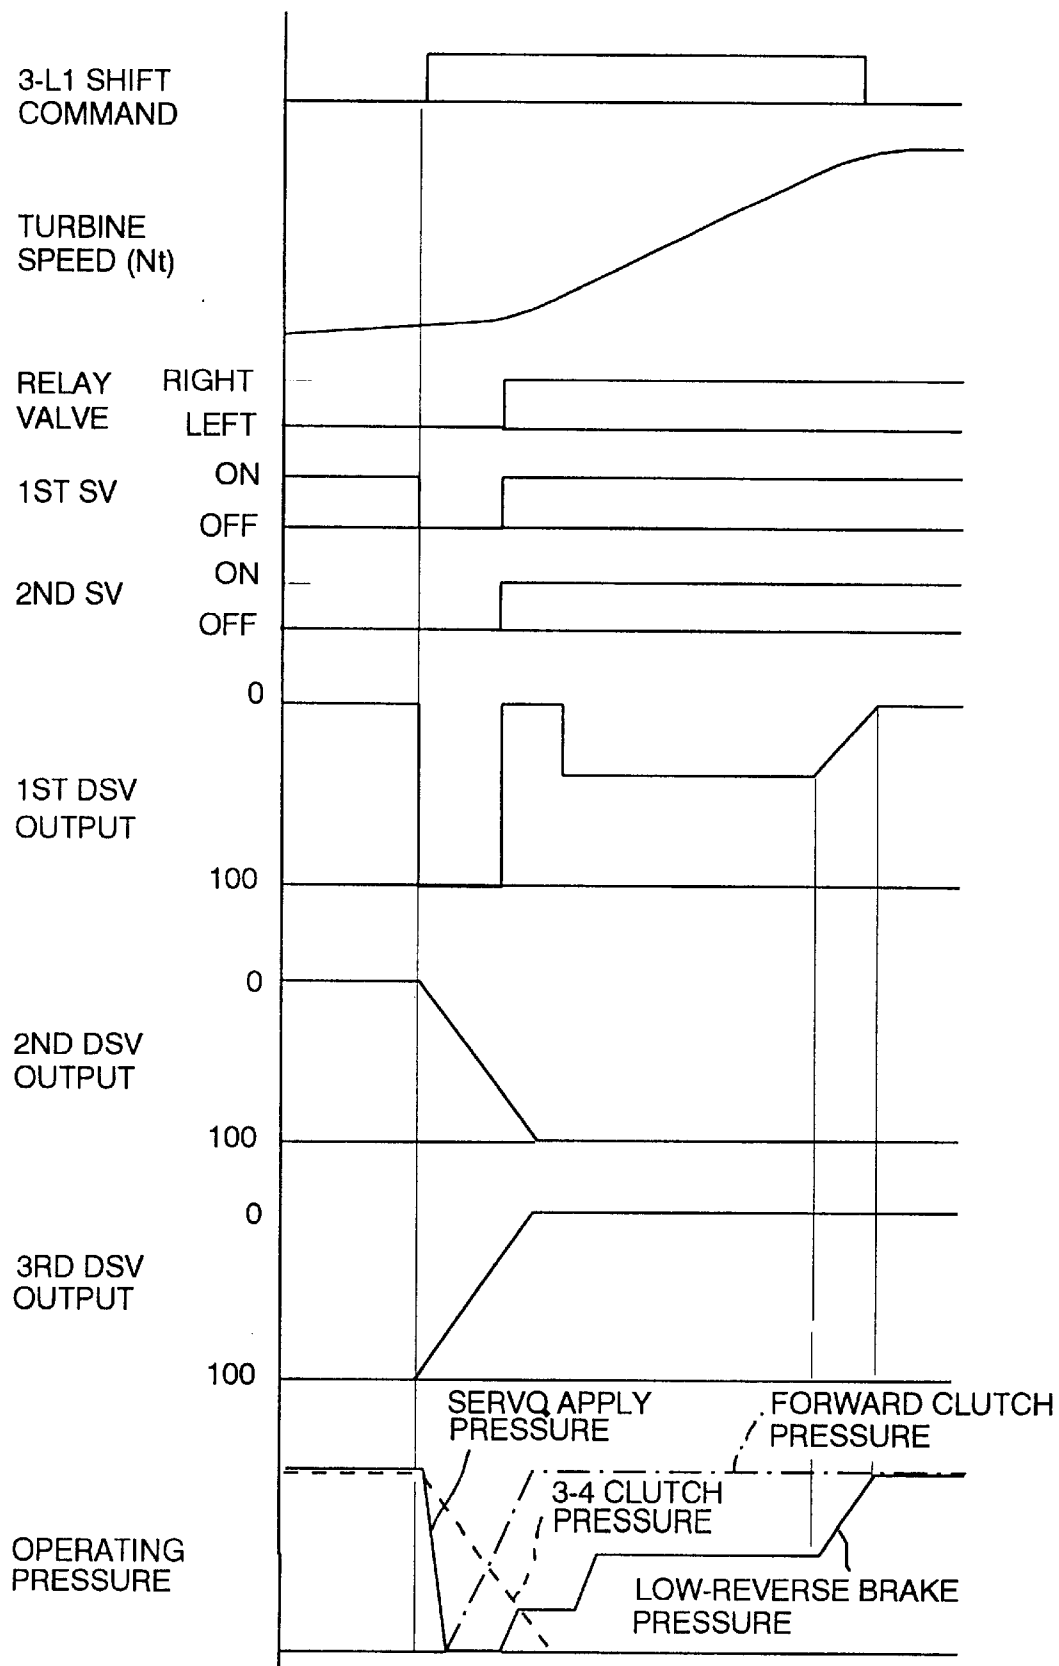 3-L1 SHIFT
COMMAND
TURBINE
SPEED (Nt)
RELAY
VALVE
RIGHT
LEFT
1ST SV
ON
OFF
2ND SV
ON
OFF
0
1ST DSV
OUTPUT
100
0
2ND DSV
OUTPUT
100
0
3RD DSV
OUTPUT
100
SERVO APPLY
PRESSURE
FORWARD CLUTCH
PRESSURE
3-4 CLUTCH
PRESSURE
OPERATING
PRESSURE
LOW-REVERSE BRAKE
PRESSURE